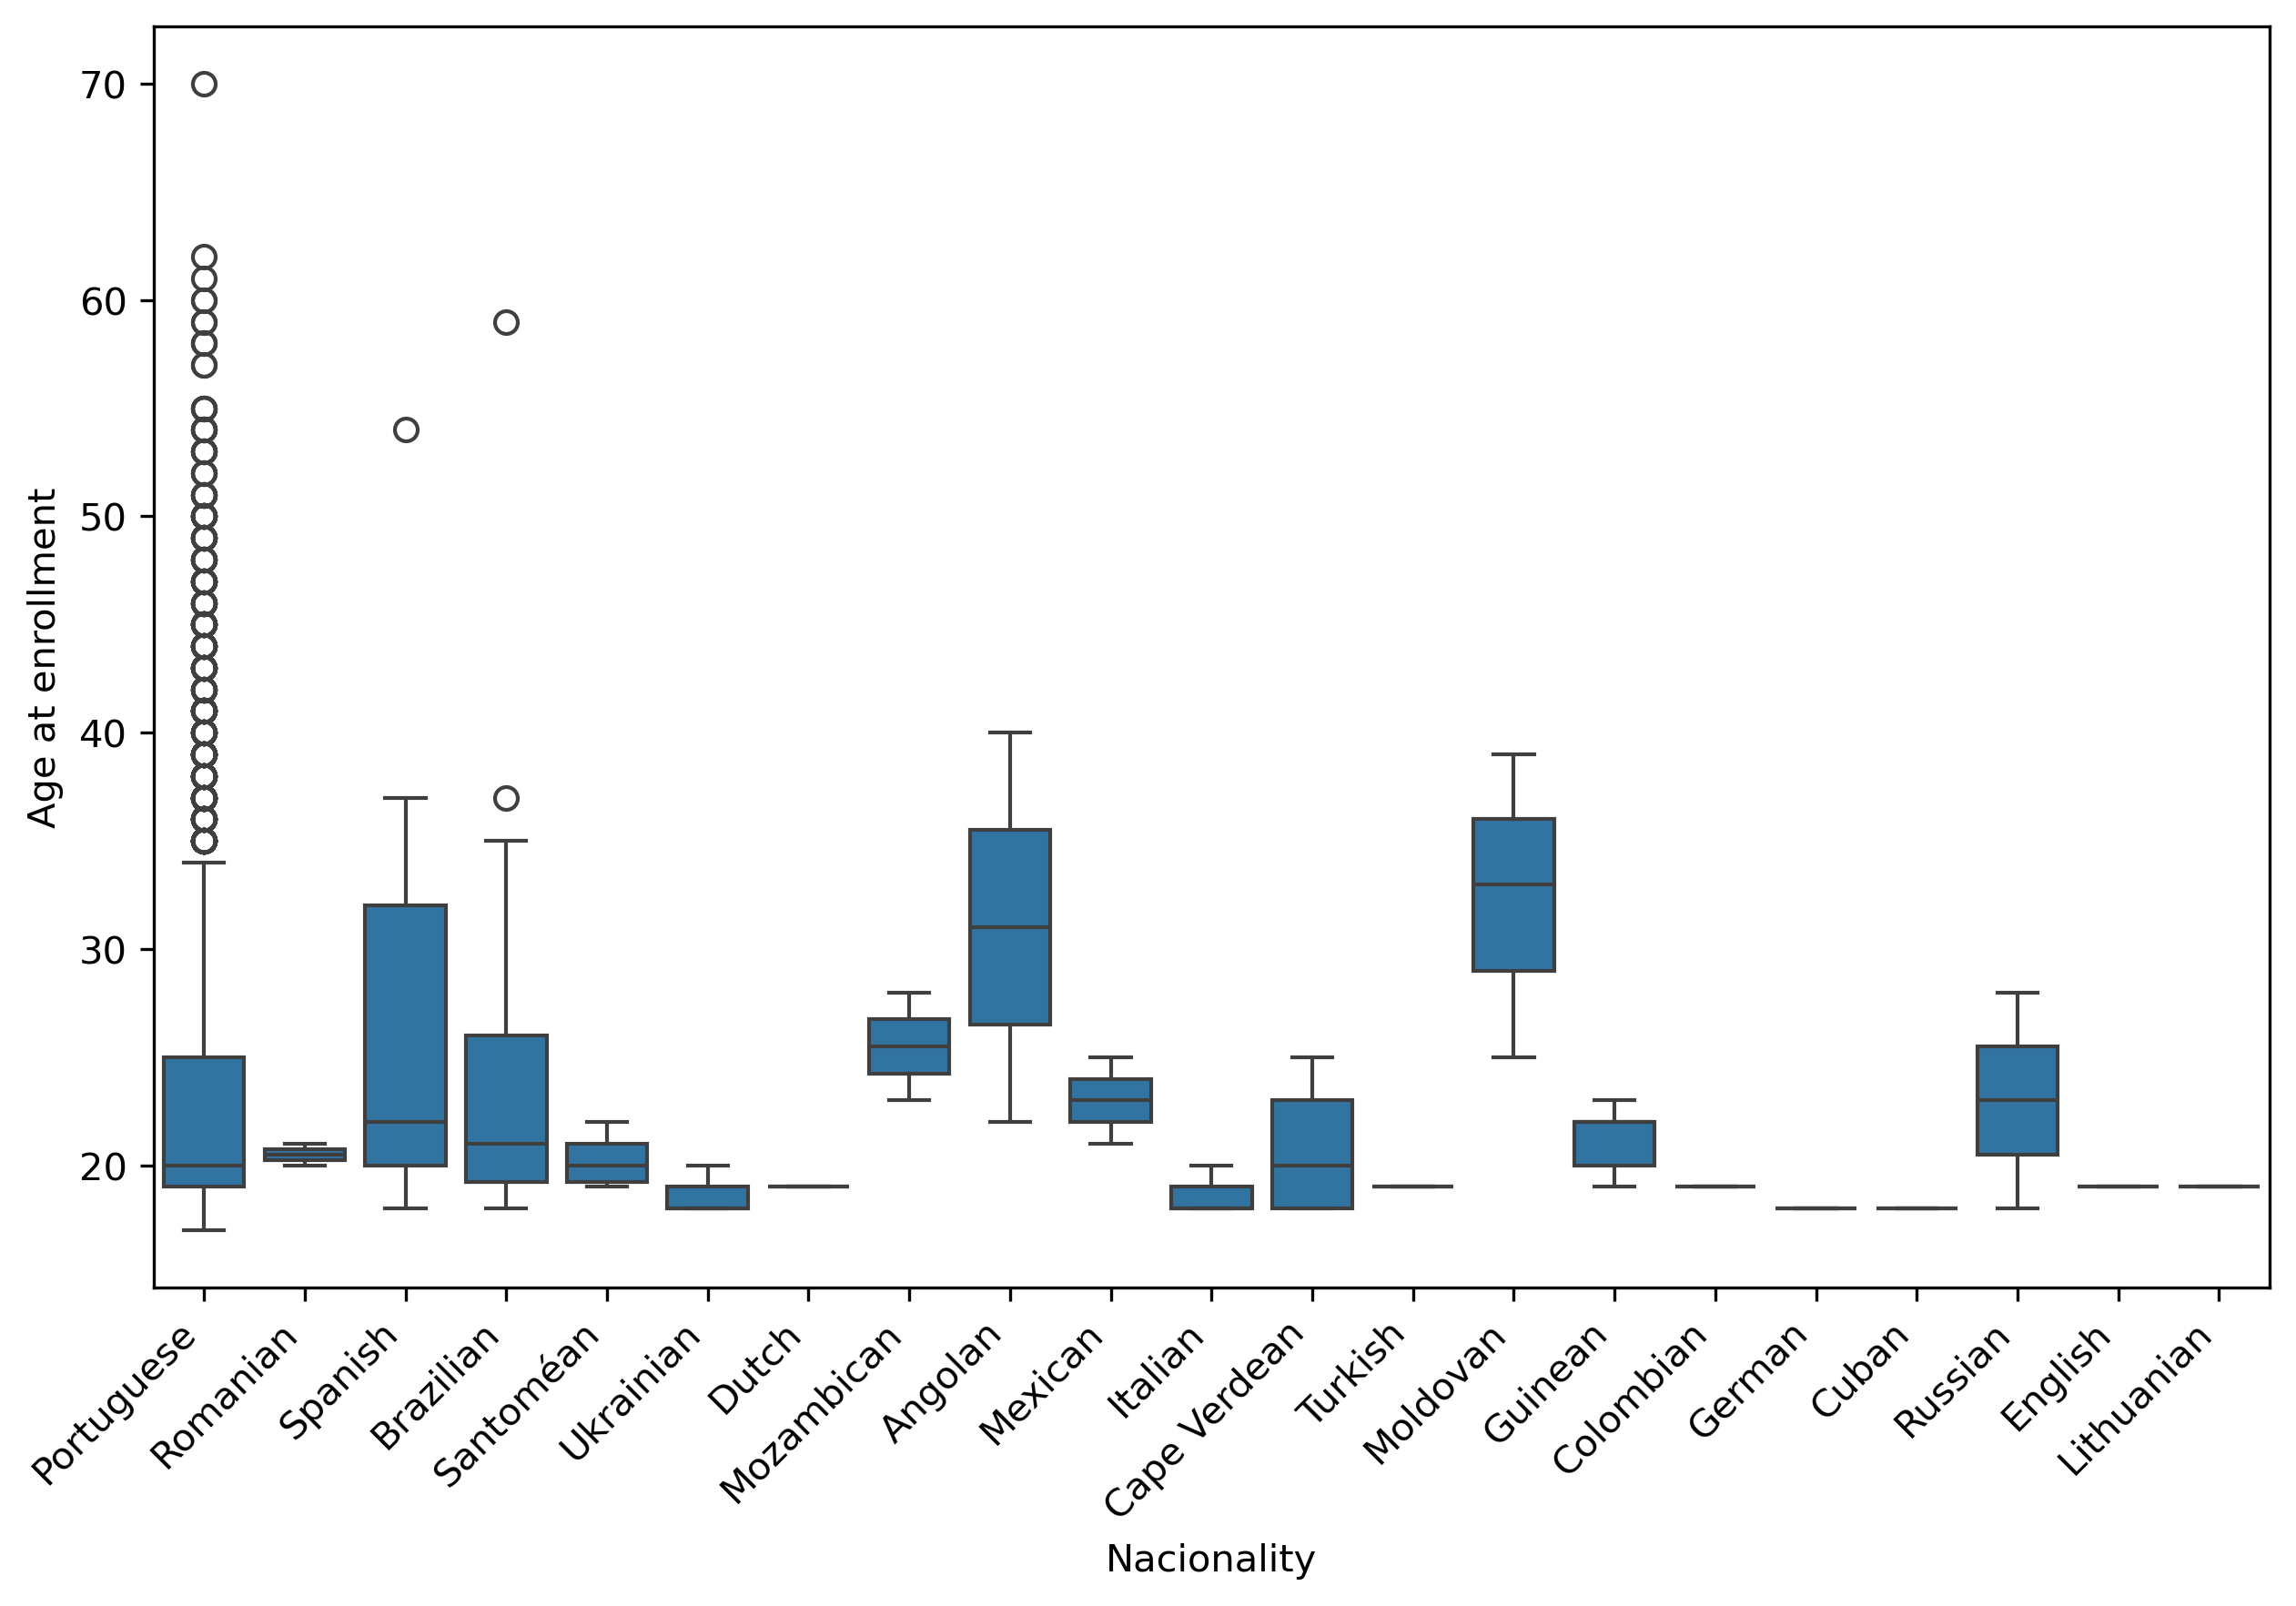 70
60
50
40
30
20
Age at enrollment
Portuguese
Romanian
Spanish
Brazilian
Santoméan
Ukrainian
Dutch
Mozambican
Angolan
Mexican
Italian
Cape Verdean
Turkish
Moldovan
Guinean
Colombian
German
Cuban
Russian
English
Lithuanian
Nacionality